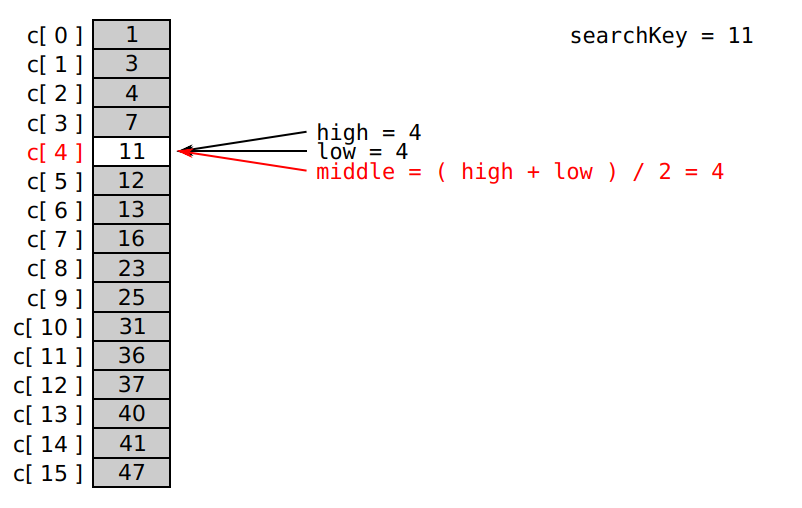 c[ 0 ] 1 searchKey = 11
c[ 1 ] 3
c[ 2 ] 4
c[ 3 ] 7
high = 4
c[ 4 ] 11 low = 4
middle = ( high + low ) / 2 = 4
c[ 5 ] 12
c[ 6 ] 13
c[ 7 ] 16
c[ 8 ] 23
c[ 9 ] 25
c[ 10 ] 31
c[ 11 ] 36
c[ 12 ] 37
c[ 13 ] 40
c[ 14 ] 41
c[ 15 ] 47